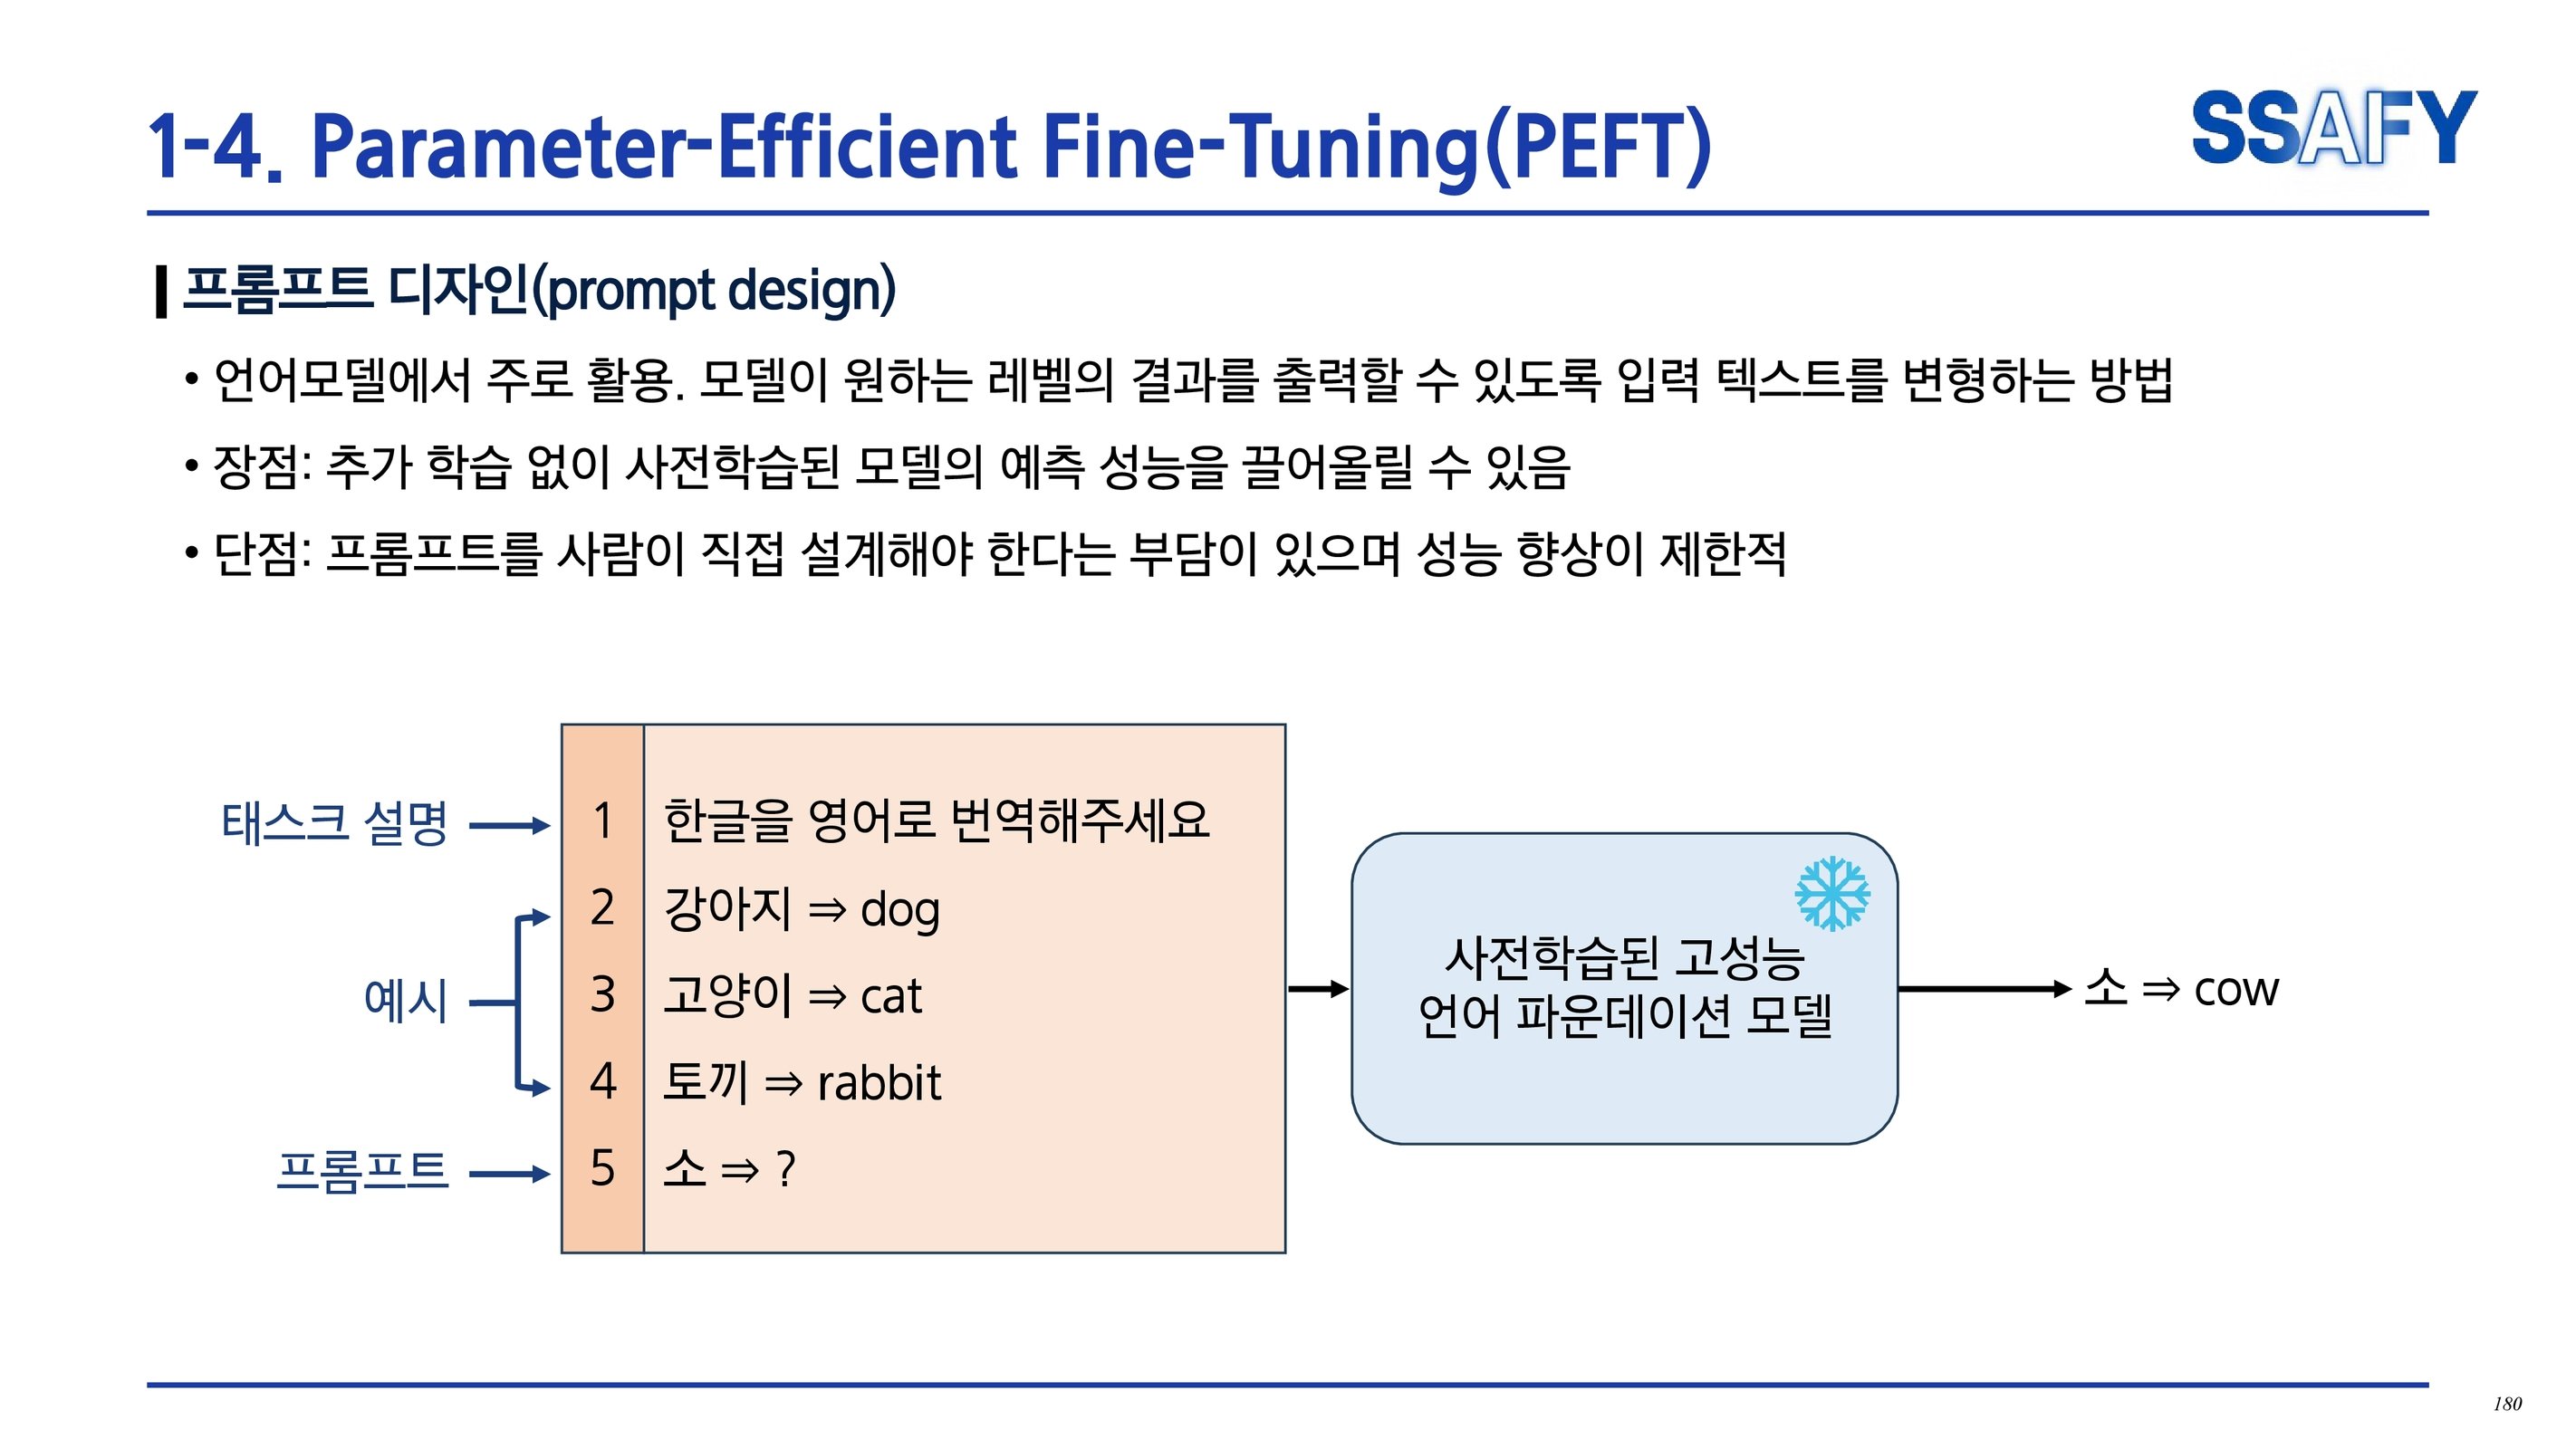 1-4. Parameter-Efficient Fine-Tuning(PEFT)
SSAFY
프롬프트 디자인(prompt design)
• 언어모델에서 주로 활용. 모델이 원하는 레벨의 결과를 출력할 수 있도록 입력 텍스트를 변형하는 방법
• 장점: 추가 학습 없이 사전학습된 모델의 예측 성능을 끌어올릴 수 있음
• 단점: 프롬프트를 사람이 직접 설계해야 한다는 부담이 있으며 성능 향상이 제한적
태스크 설명
예시
프롬프트
1 한글을 영어로 번역해주세요
2 강아지 ⇒ dog
3 고양이 ⇒ cat
4 토끼 ⇒ rabbit
5 소 ⇒ ?
사전학습된 고성능
언어 파운데이션 모델
소 ⇒ cow
180